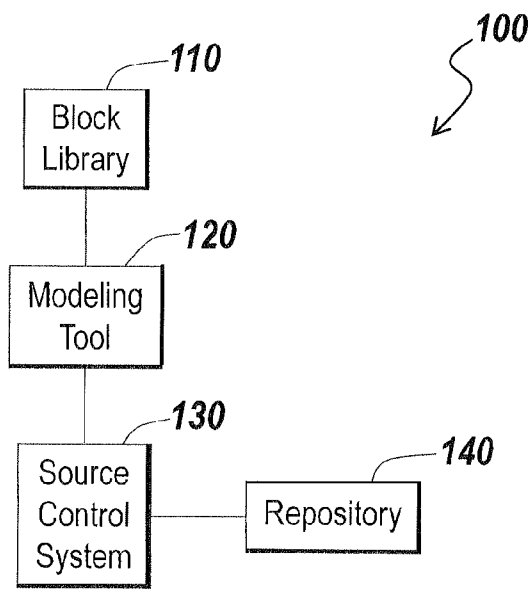 100
110
Block
Library
120
Modeling
Tool
130
Source
Control
System
140
Repository